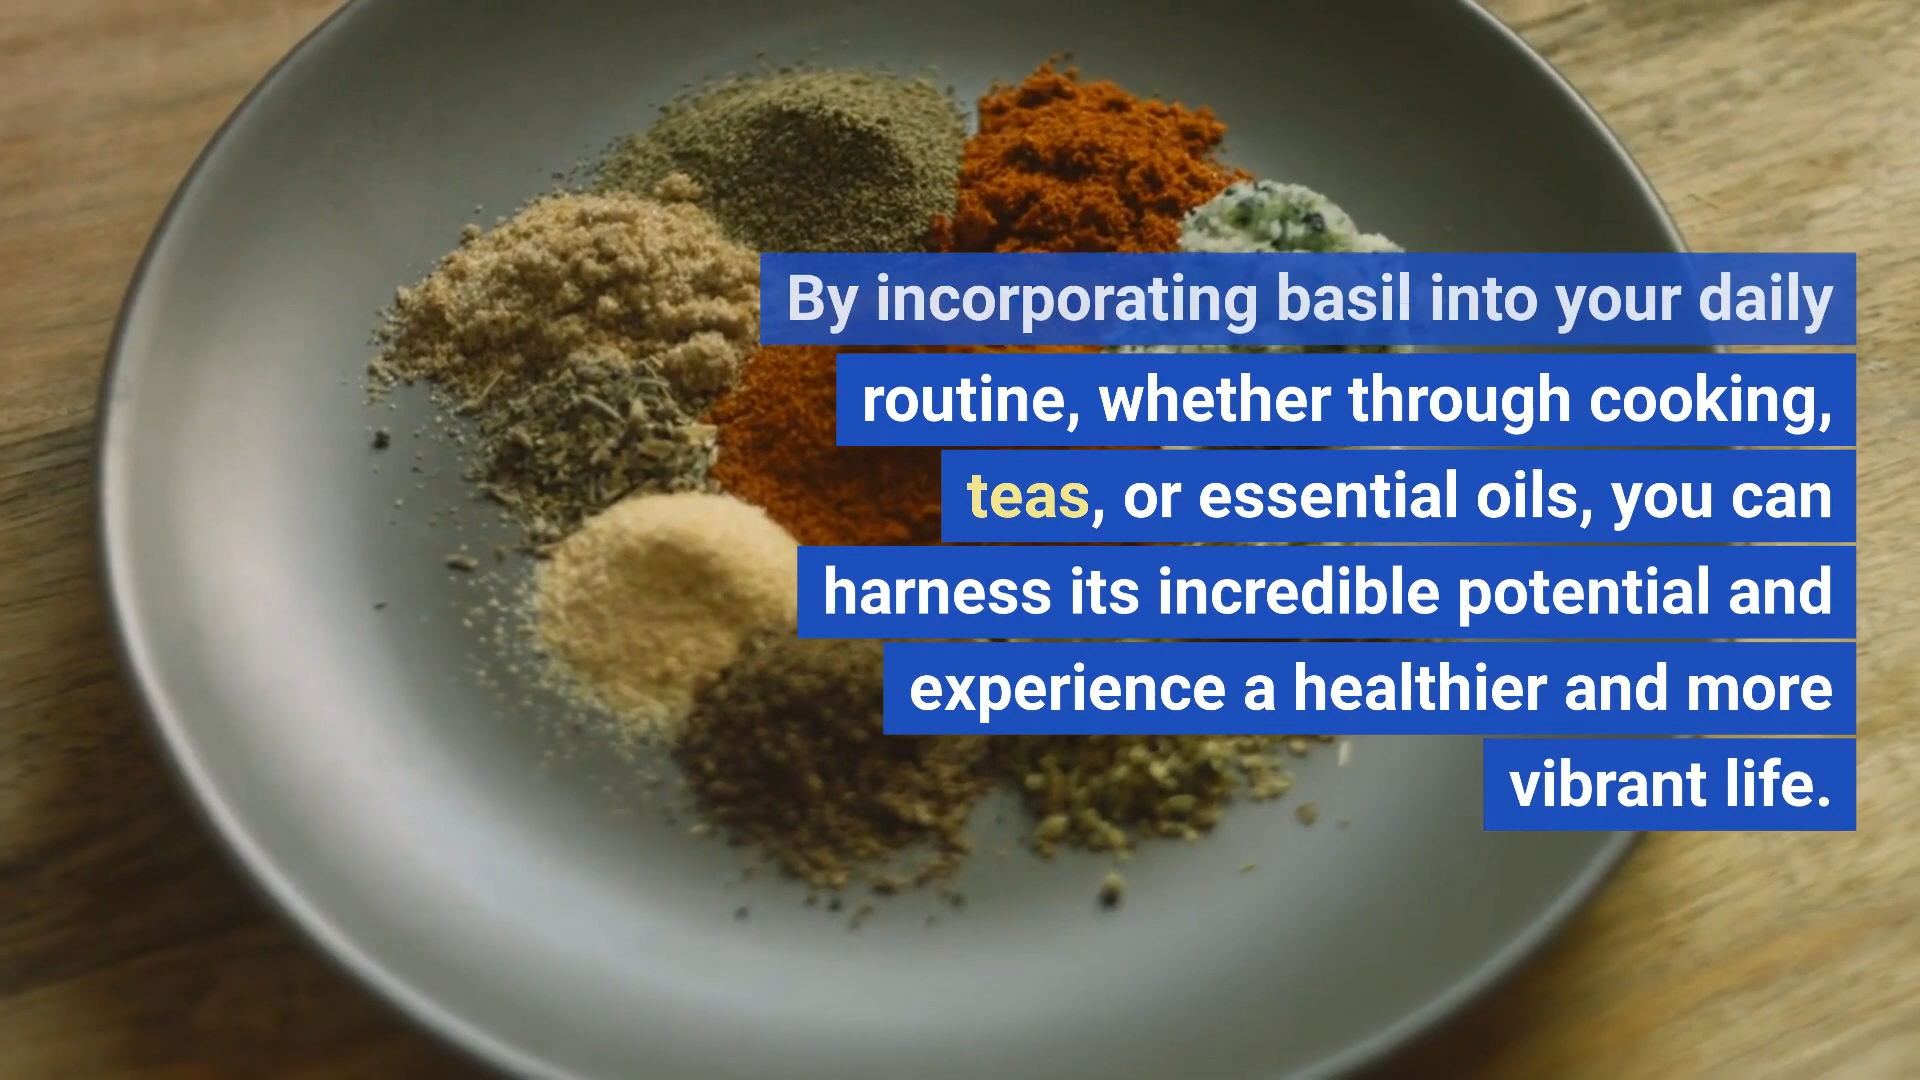 By incorporating basil into your daily
routine, whether through cooking,
teas, or essential oils, you can
harness its incredible potential and
experience a healthier and more
vibrant life.